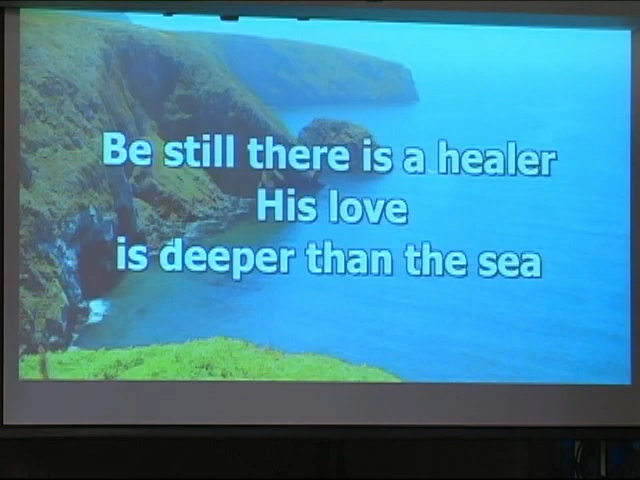 Be still there is a healer
His love
is deeper than the sea